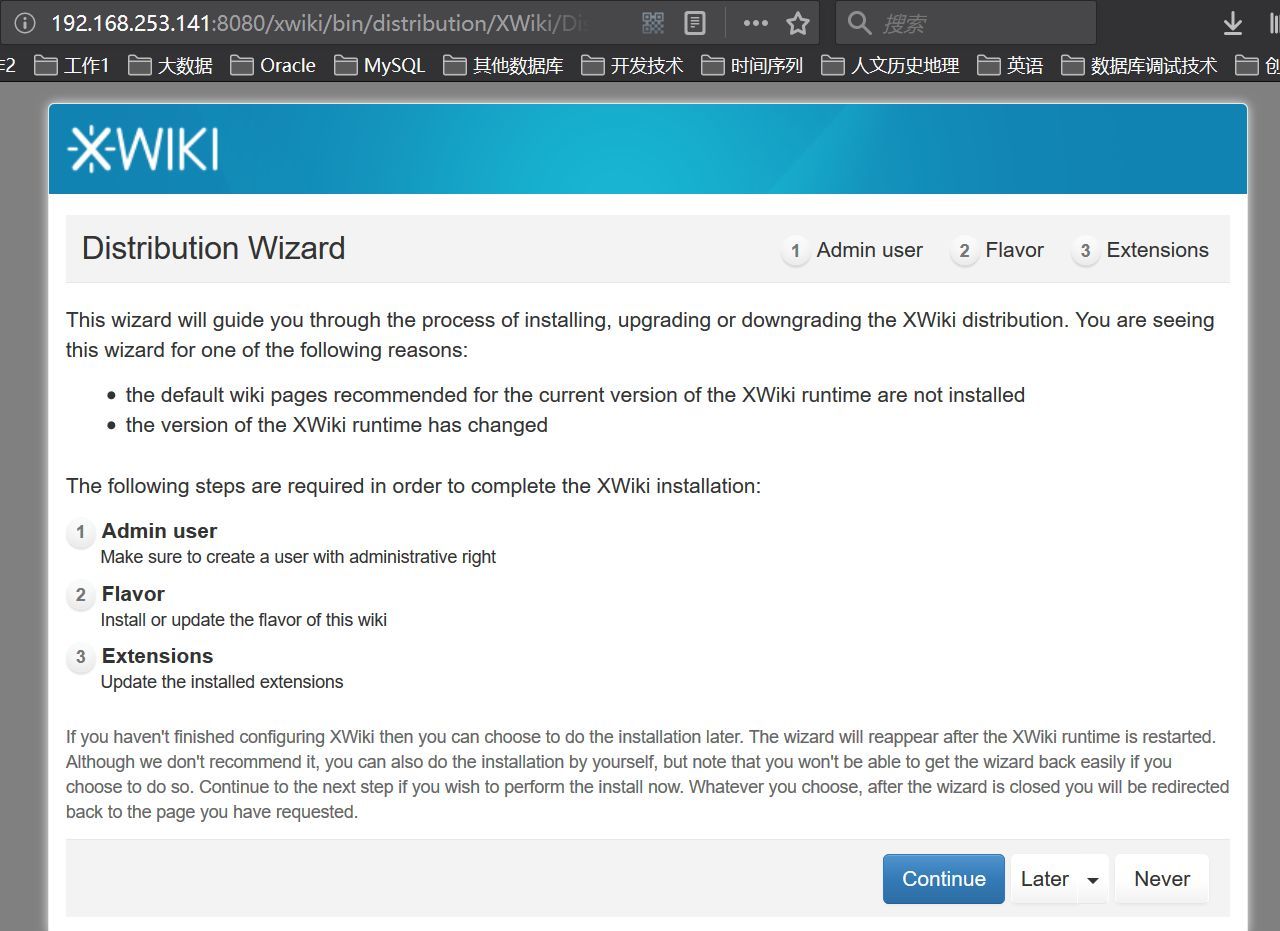 192.168.253.141:8080/xwiki/bin/distribution/XWiki/Dis
搜索
作2 工作1 大数据 Oracle MySQL 其他数据库 开发技术 时间序列 人文历史地理 英语 数据库调试技术 创
XWIKI
Distribution Wizard
1 Admin user 2 Flavor 3 Extensions
This wizard will guide you through the process of installing, upgrading or downgrading the XWiki distribution. You are seeing
this wizard for one of the following reasons:
• the default wiki pages recommended for the current version of the XWiki runtime are not installed
• the version of the XWiki runtime has changed
The following steps are required in order to complete the XWiki installation:
1 Admin user
Make sure to create a user with administrative right
2 Flavor
Install or update the flavor of this wiki
3 Extensions
Update the installed extensions
If you haven't finished configuring XWiki then you can choose to do the installation later. The wizard will reappear after the XWiki runtime is restarted.
Although we don't recommend it, you can also do the installation by yourself, but note that you won't be able to get the wizard back easily if you
choose to do so. Continue to the next step if you wish to perform the install now. Whatever you choose, after the wizard is closed you will be redirected
back to the page you have requested.
Continue Later Never